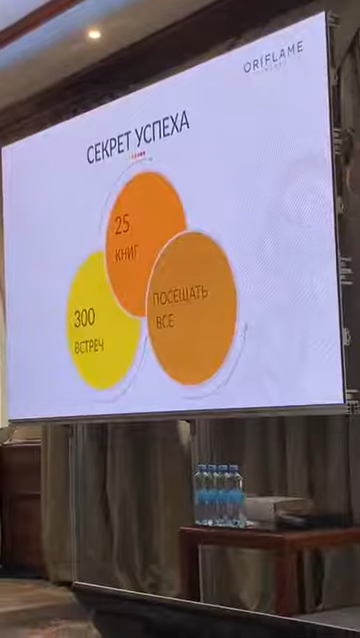 ORIFLAME
СЕКРЕТ УСПЕХА
25
КНИГ
300
ВСТРЕЧ
ПОСЕЩАТЬ
ВСЕ